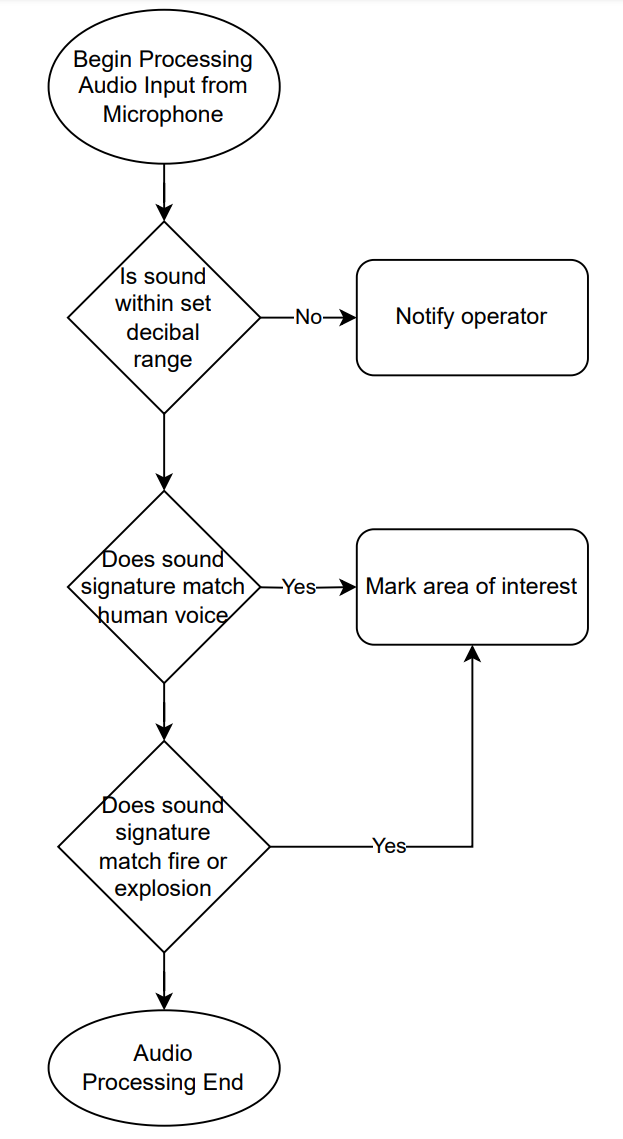 Begin Processing
Audio Input from
Microphone
Is sound
within set
decibal
range
No
Notify operator
Does sound
signature match
human voice
Yes
Mark area of interest
Does sound
signature
match fire or
explosion
Yes
Audio
Processing End